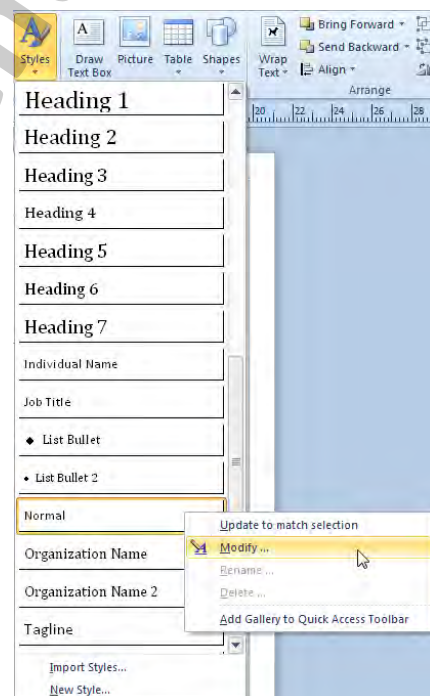 Styles
Draw Text Box
Picture
Table
Shapes
Wrap Text
Bring Forward
Send Backward
Align
Arrange
20 22 24 26 28
Heading 1
Heading 2
Heading 3
Heading 4
Heading 5
Heading 6
Heading 7
Individual Name
Job Title
List Bullet
List Bullet 2
Normal
Organization Name
Organization Name 2
Tagline
Import Styles...
New Style...
Update to match selection
Modify ...
Rename ...
Delete ...
Add Gallery to Quick Access Toolbar